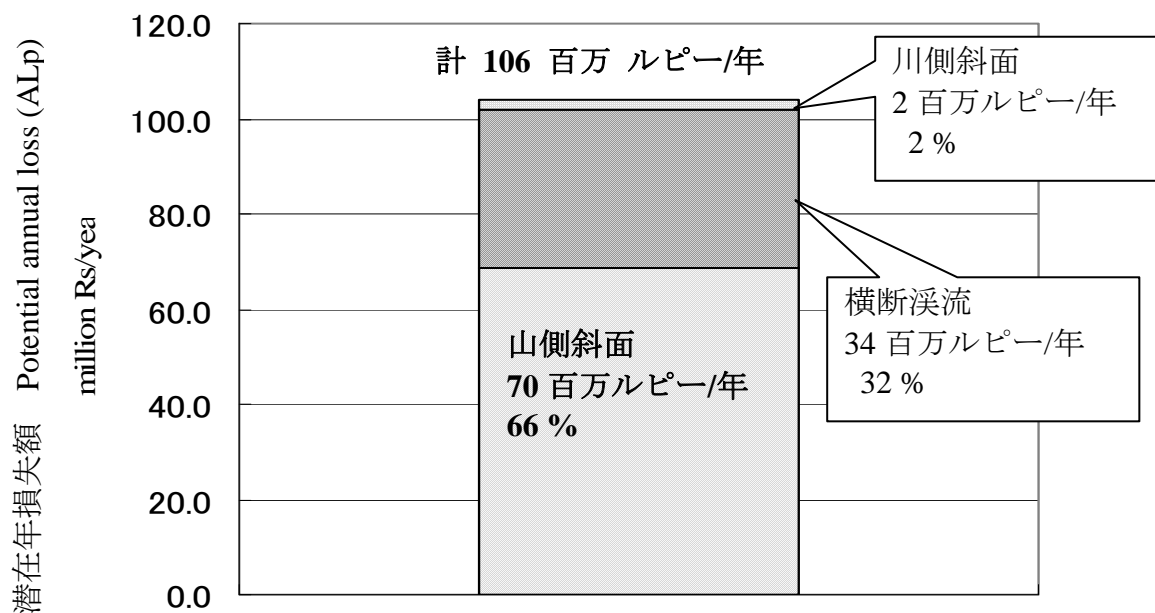 潜在年損失額 Potential annual loss (ALp)
million Rs/yea
120.0
100.0
80.0
60.0
40.0
20.0
0.0
計 106 百万 ルピー/年
川側斜面
2 百万ルピー/年
2 %
横断渓流
34 百万ルピー/年
32 %
山側斜面
70 百万ルピー/年
66 %